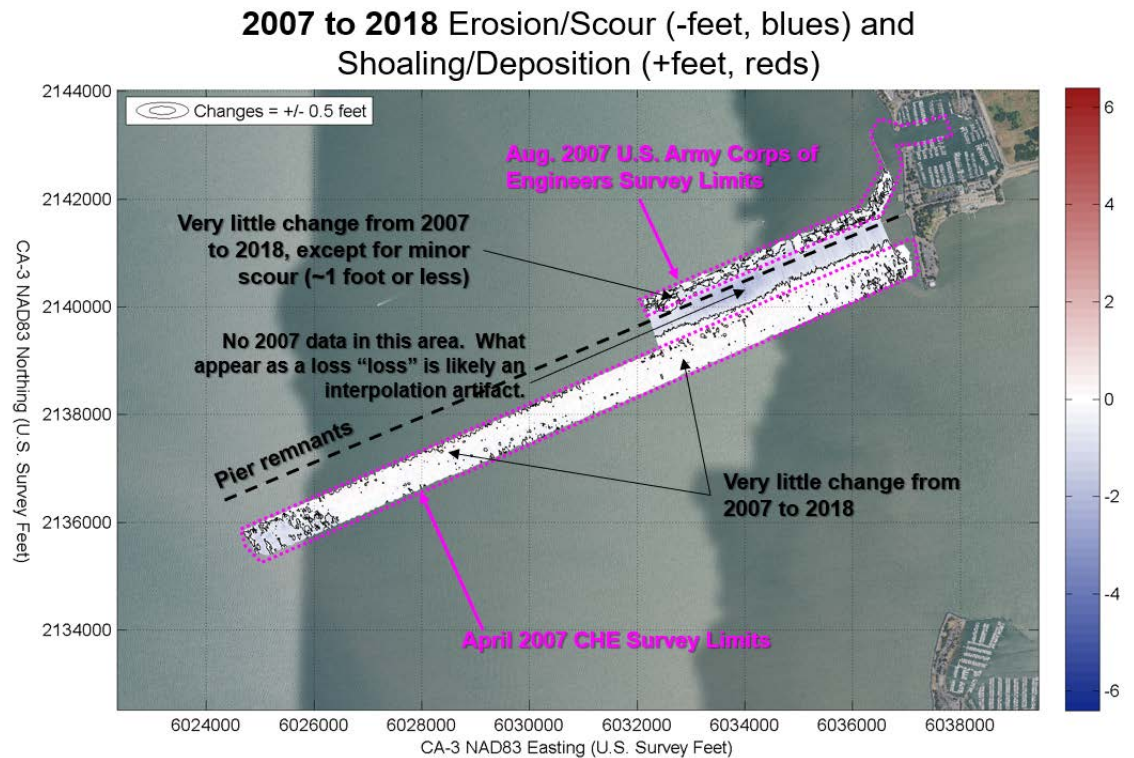 2007 to 2018 Erosion/Scour (-feet, blues) and
Shoaling/Deposition (+feet, reds)
Changes = +/- 0.5 feet
Aug. 2007 U.S. Army Corps of
Engineers Survey Limits
Very little change from 2007
to 2018, except for minor
scour (~1 foot or less)
No 2007 data in this area. What
appear as a loss “loss” is likely an
interpolation artifact.
Pier remnants
Very little change from
2007 to 2018
April 2007 CHE Survey Limits
2144000
2142000
2140000
2138000
2136000
2134000
CA-3 NAD83 Northing (U.S. Survey Feet)
6024000
6026000
6028000
6030000
6032000
6034000
6036000
6038000
CA-3 NAD83 Easting (U.S. Survey Feet)
6
4
2
0
-2
-4
-6